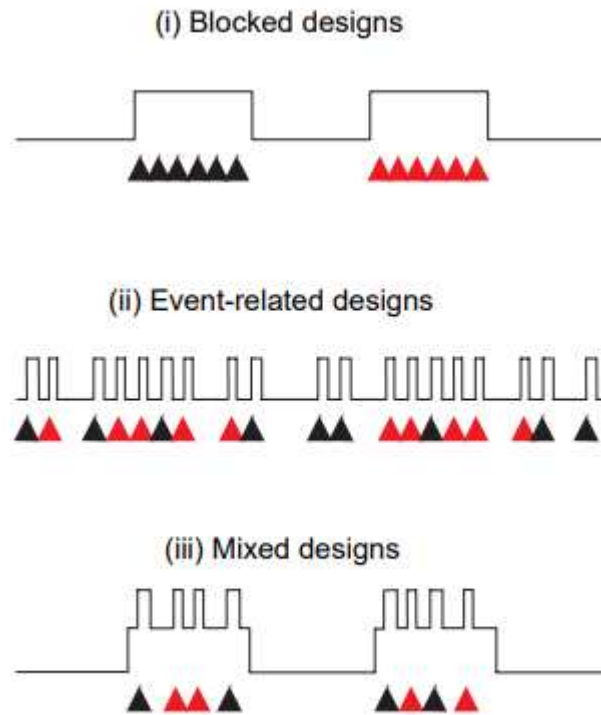 (i) Blocked designs
(ii) Event-related designs
(iii) Mixed designs